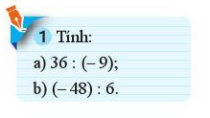 1 Tính:
a) 36 : (– 9);
b) (– 48) : 6.